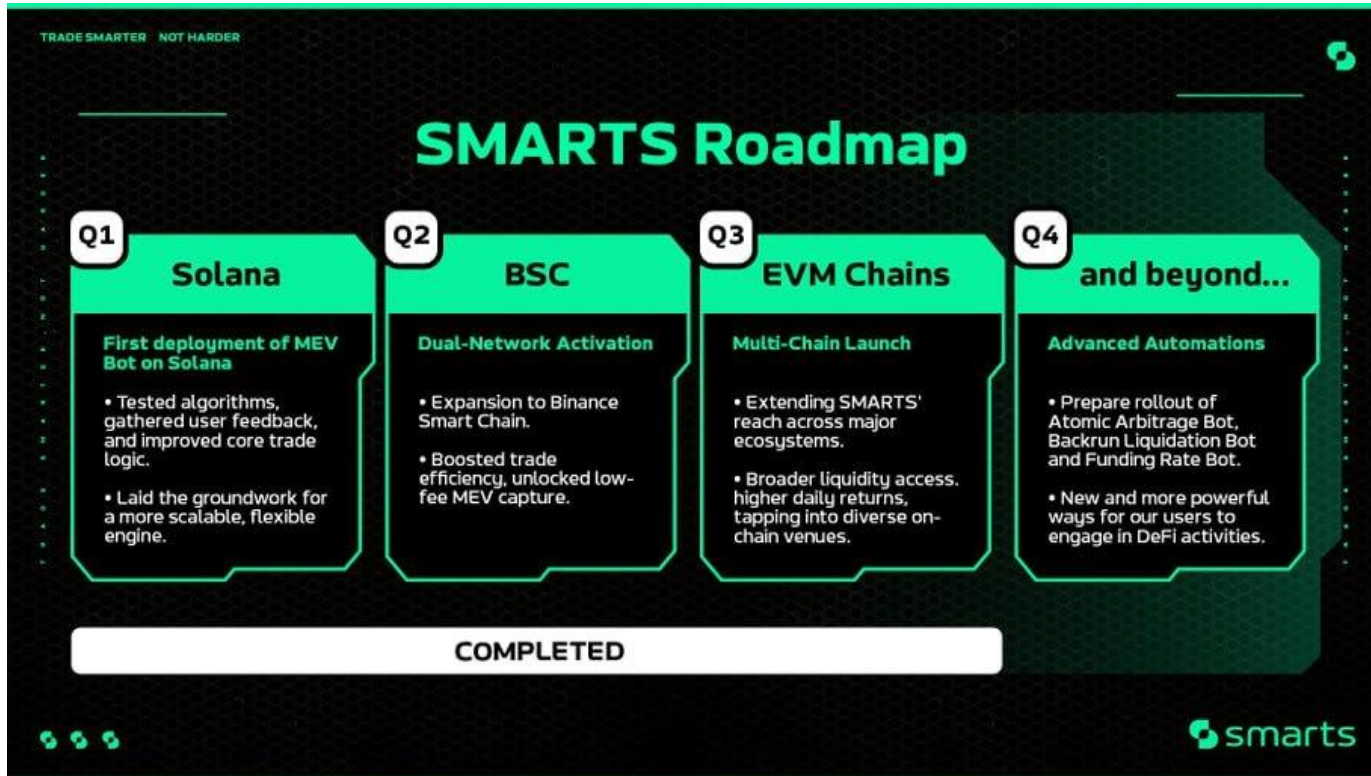 TRADE SMARTER NOT HARDER
SMARTS Roadmap
Q1
Solana
First deployment of MEV
Bot on Solana
• Tested algorithms,
gathered user feedback,
and improved core trade
logic.
• Laid the groundwork for
a more scalable, flexible
engine.
Q2
BSC
Dual-Network Activation
• Expansion to Binance
Smart Chain.
• Boosted trade
efficiency, unlocked low-
fee MEV capture.
Q3
EVM Chains
Multi-Chain Launch
• Extending SMARTS'
reach across major
ecosystems.
• Broader liquidity access.
higher daily returns,
tapping into diverse on-
chain venues.
Q4
and beyond...
Advanced Automations
• Prepare rollout of
Atomic Arbitrage Bot,
Backrun Liquidation Bot
and Funding Rate Bot.
• New and more powerful
ways for our users to
engage in DeFi activities.
COMPLETED
smarts